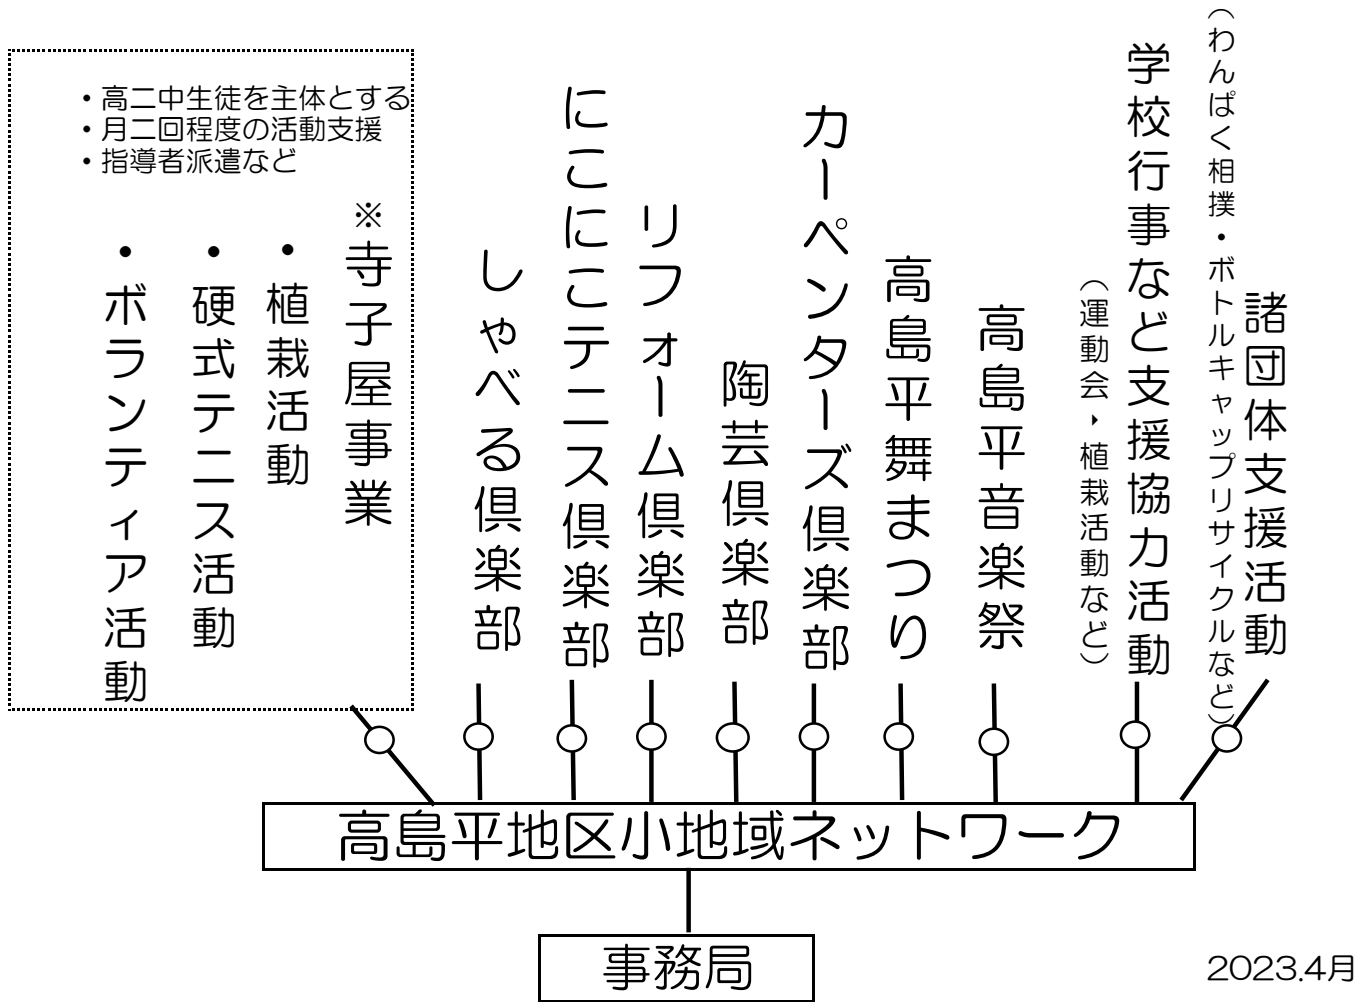 （わんぱく相撲・ボトルキャップリサイクルなど）
諸団体支援活動
学校行事など支援協力活動
（運動会、植栽活動など）
高島平音楽祭
高島平舞まつり
カーペンターズ倶楽部
陶芸倶楽部
リフォーム倶楽部
にこにこテニス倶楽部
しゃべる倶楽部
・高二中生徒を主体とする
・月二回程度の活動支援
・指導者派遣など
※寺子屋事業
・植栽活動
・硬式テニス活動
・ボランティア活動
高島平地区小地域ネットワーク
事務局
2023.4月